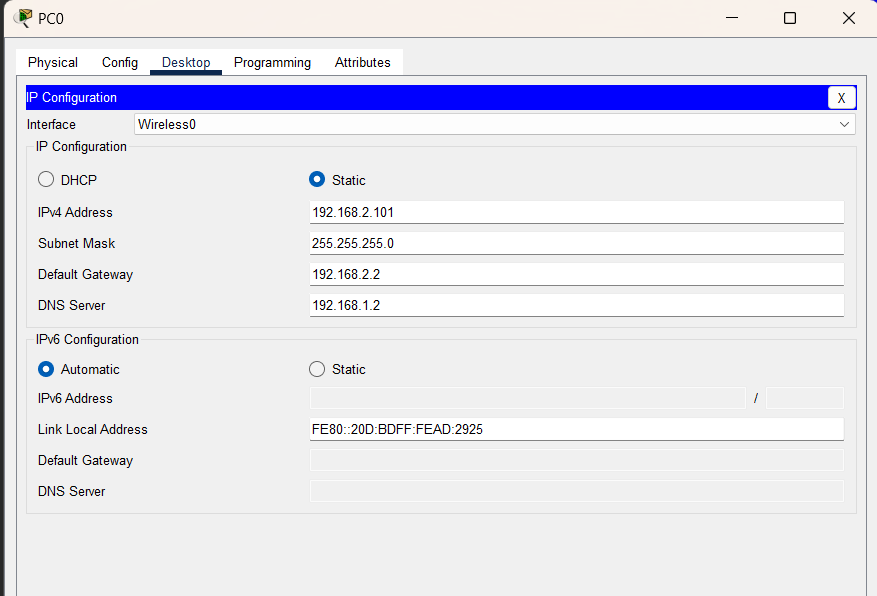 PC0
Physical Config Desktop Programming Attributes
IP Configuration X
Interface Wireless0
IP Configuration
DHCP Static
IPv4 Address 192.168.2.101
Subnet Mask 255.255.255.0
Default Gateway 192.168.2.2
DNS Server 192.168.1.2
IPv6 Configuration
Automatic Static
IPv6 Address /
Link Local Address FE80::20D:BDFF:FEAD:2925
Default Gateway
DNS Server